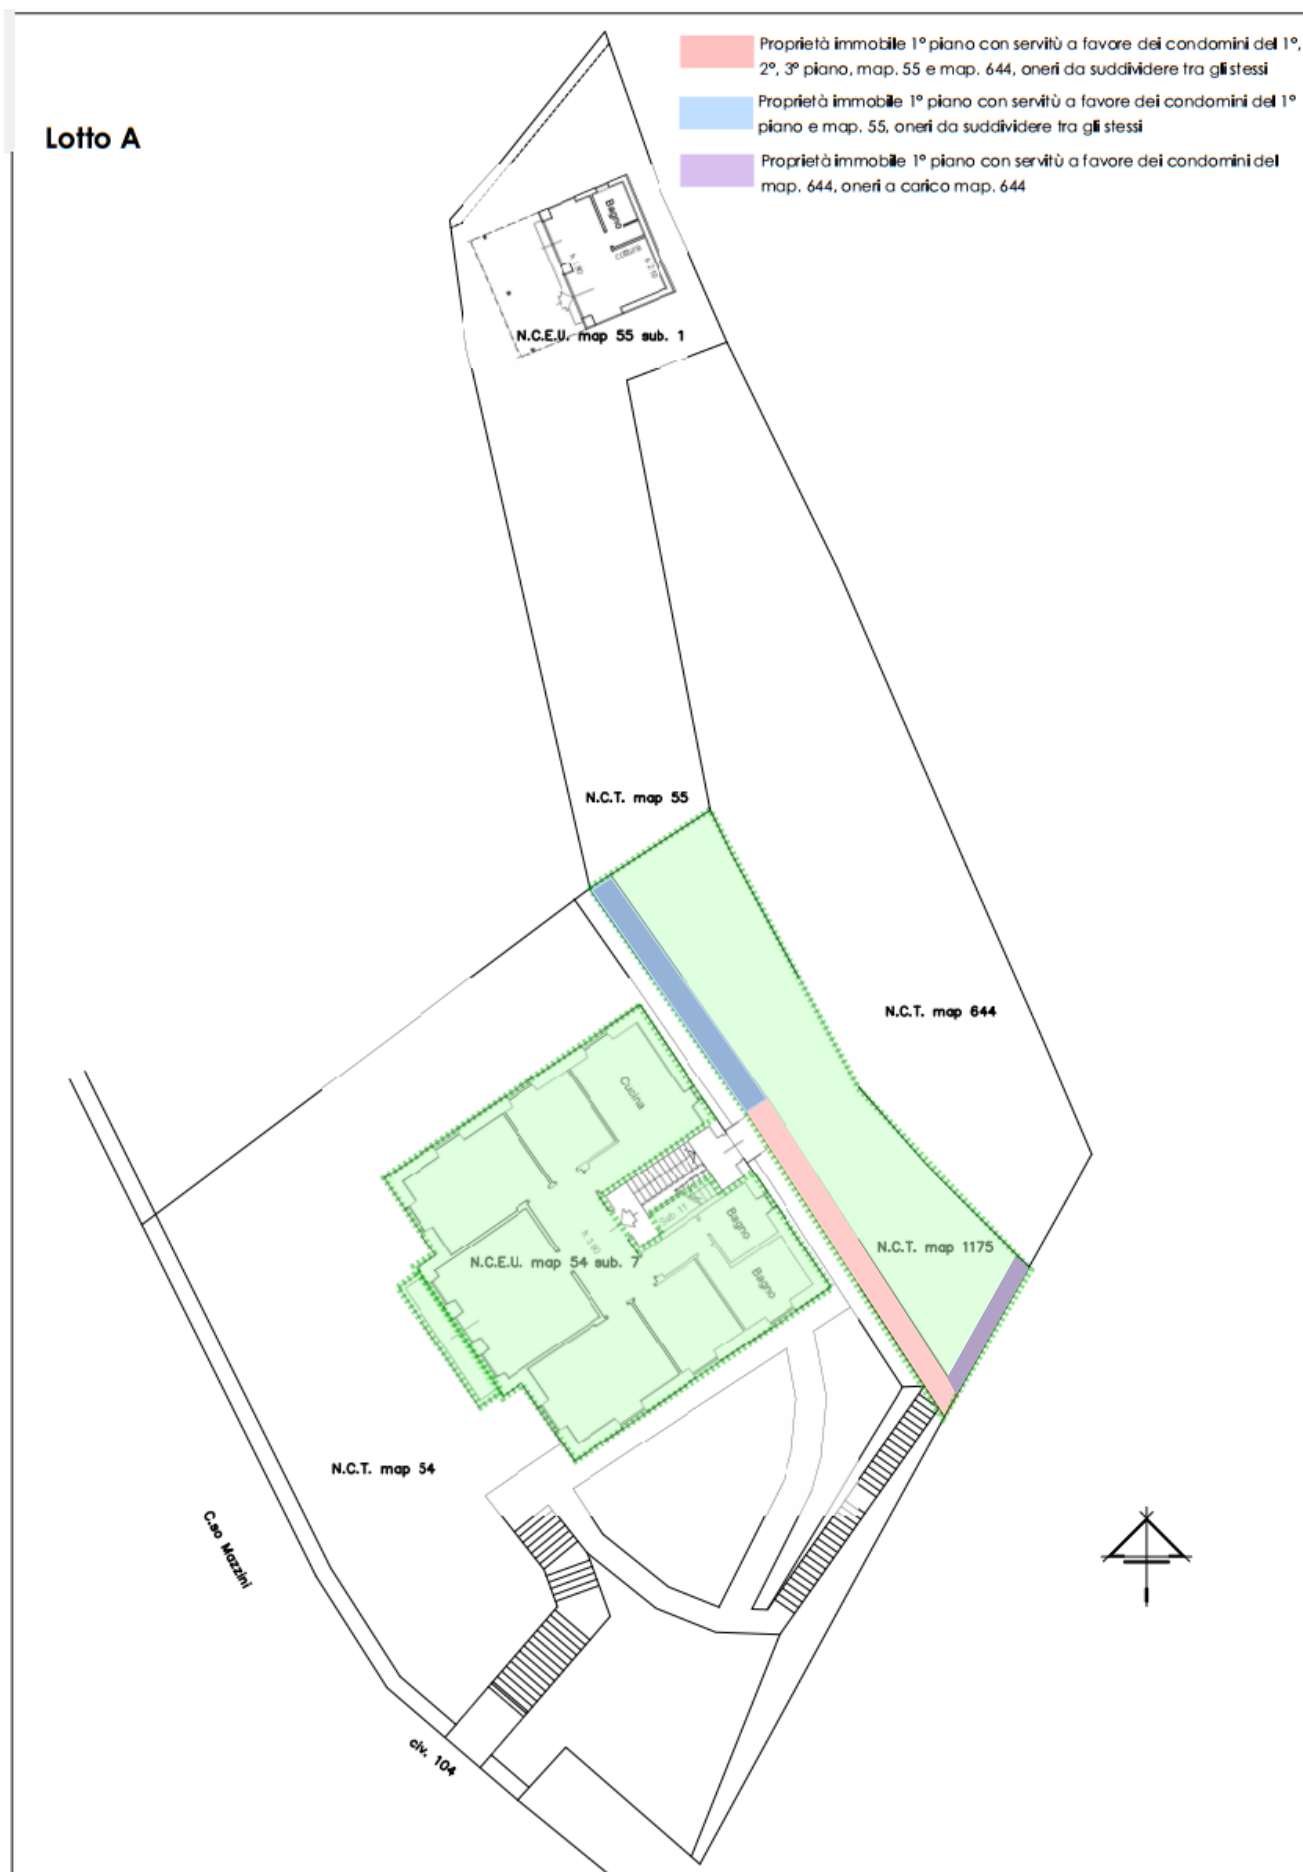 Lotto A
Proprietà immobile 1° piano con servitù a favore dei condomini del 1°,
2°, 3° piano, map. 55 e map. 644, oneri da suddividere tra gli stessi
Proprietà immobile 1° piano con servitù a favore dei condomini del 1°
piano e map. 55, oneri da suddividere tra gli stessi
Proprietà immobile 1° piano con servitù a favore dei condomini del
map. 644, oneri a carico map. 644
Bagno
cottura
N.C.E.U. map 55 sub. 1
N.C.T. map 55
N.C.T. map 644
Cucina
Sub.11
Bagno
N.C.T. map 1175
N.C.E.U. map 54 sub. 7
Bagno
N.C.T. map 54
C.so Mazzini
civ. 104